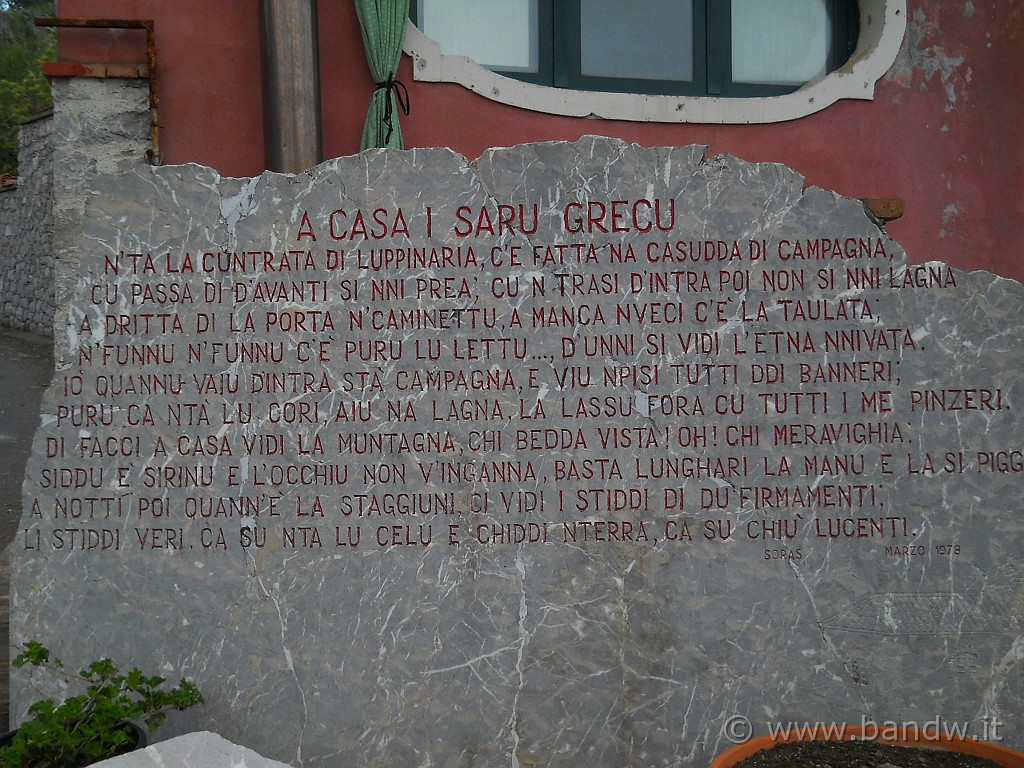 A CASA I SARU GRECU
N'TA LA CUNTRATA DI LUPPINARIA, C'È FATTA NA CASUDDA DI CAMPAGNA,
CU PASSA DI D'AVANTI SI NNI PREA, CU N'TRASI D'INTRA POI NON SI NNI LAGNA
A DRITTA DI LA PORTA N'CAMINETTU, A MANCA NVECI C'È LA TAULATA;
N'FUNNU N'FUNNU C'È PURU LU LETTU..., D'UNNI SI VIDI L'ETNA NNIVATA.
IO QUANNU VAIU D'INTRA STA CAMPAGNA, E VIU NPISI TUTTI DDI BANNERI;
PURU CA NTA LU CORI, AIU NA LAGNA, LA LASSU FORA CU TUTTI I ME PINZERI.
DI FACCI A CASA VIDI LA MUNTAGNA, CHI BEDDA VISTA! OH! CHI MERAVIGHIA:
SIDDU È SIRINU E L'OCCHIU NON V'INGANNA, BASTA LUNGHARI LA MANU E LA SI PIGG
A NOTTI POI QUANN'È LA STAGGIUNI, CI VIDI I STIDDI DI DU' FIRMAMENTI;
LI STIDDI VERI, CA SU NTA LU CELU E CHIDDI NTERRA, CA SU CHIÙ LUCENTI.
SORAS MARZO 1978
© www.bandw.it